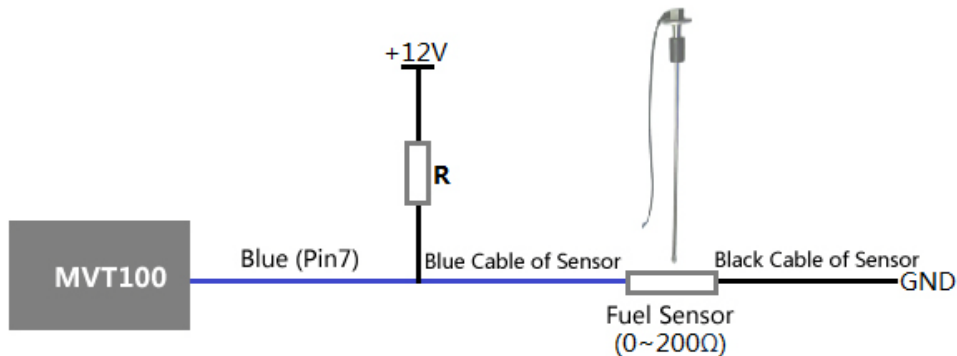 +12V
R
MVT100
Blue (Pin7)
Blue Cable of Sensor
Black Cable of Sensor
GND
Fuel Sensor
(0~200Ω)